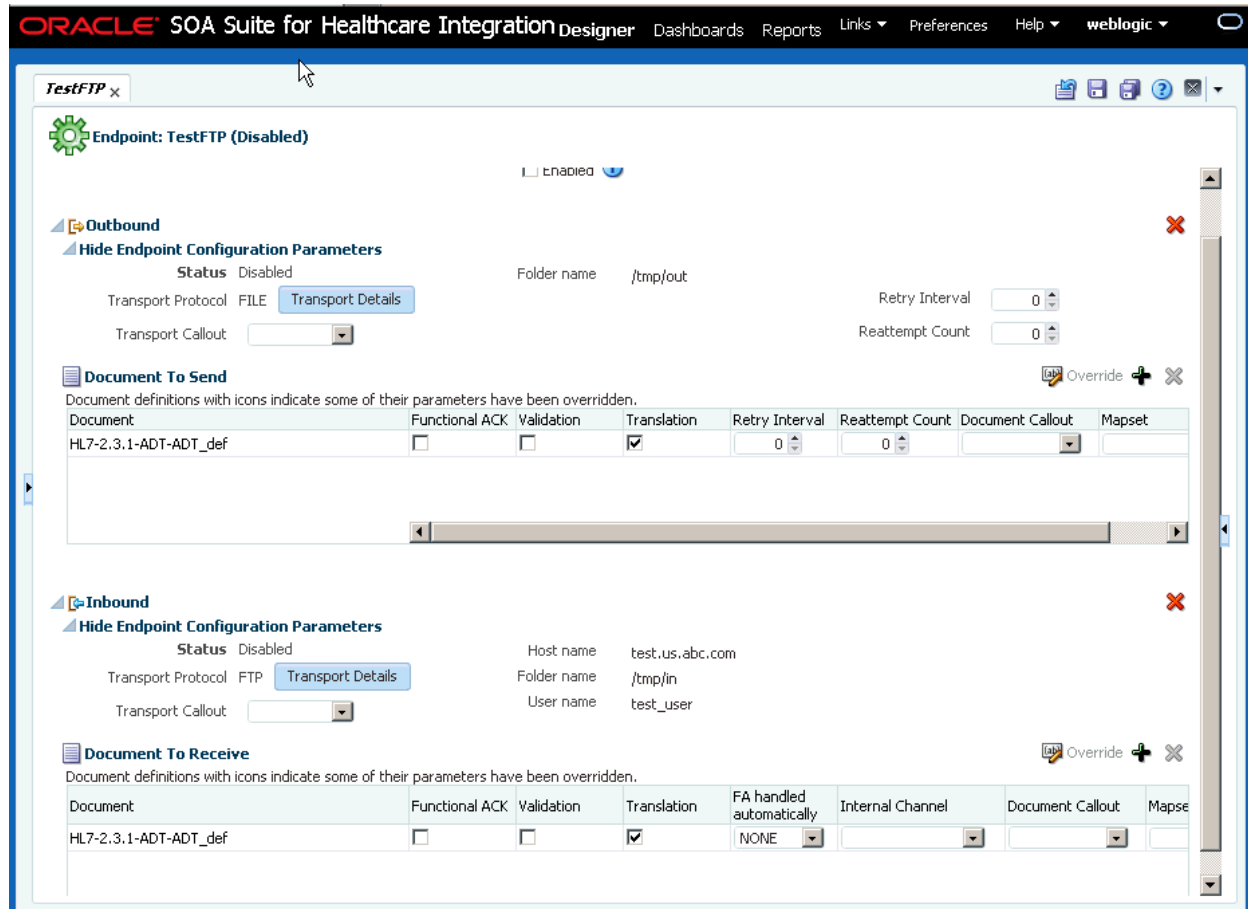 ORACLE SOA Suite for Healthcare Integration Designer Dashboards Reports Links Preferences Help weblogic
TestFTP
Endpoint: TestFTP (Disabled)
Enabled
Outbound
Hide Endpoint Configuration Parameters
Status Disabled Folder name /tmp/out
Transport Protocol FILE Transport Details Retry Interval 0
Transport Callout Reattempt Count 0
Document To Send Override
Document definitions with icons indicate some of their parameters have been overridden.
Document Functional ACK Validation Translation Retry Interval Reattempt Count Document Callout Mapset
HL7-2.3.1-ADT-ADT_def 0 0
Inbound
Hide Endpoint Configuration Parameters
Status Disabled Host name test.us.abc.com
Transport Protocol FTP Transport Details Folder name /tmp/in
Transport Callout User name test_user
Document To Receive Override
Document definitions with icons indicate some of their parameters have been overridden.
Document Functional ACK Validation Translation FA handled automatically Internal Channel Document Callout Mapse
HL7-2.3.1-ADT-ADT_def NONE